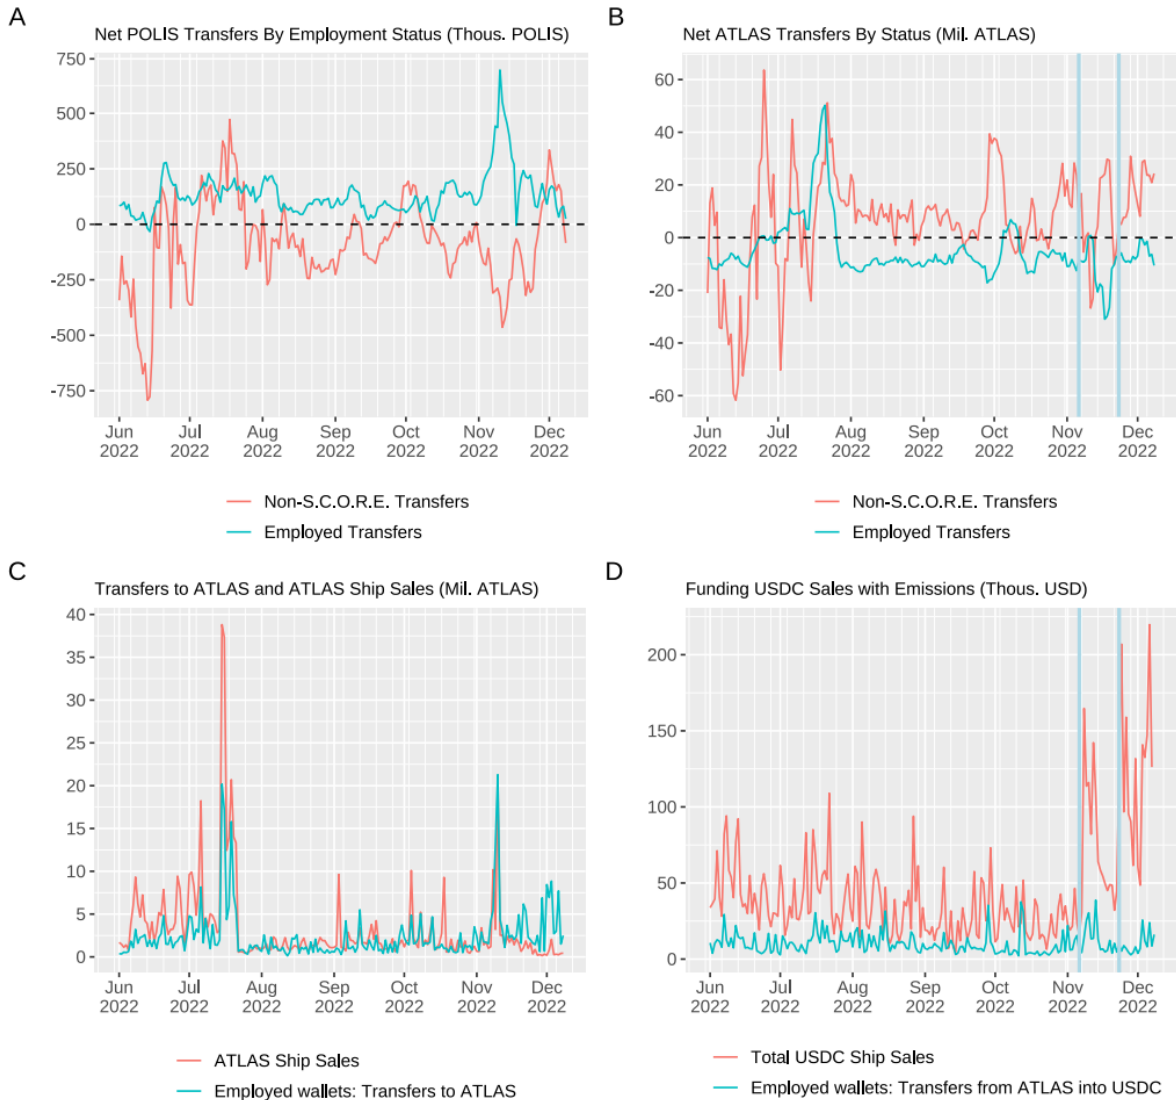 A
Net POLIS Transfers By Employment Status (Thous. POLIS)
750
500
250
0
-250
-500
-750
Jun Jul Aug Sep Oct Nov Dec
2022 2022 2022 2022 2022 2022 2022
Non-S.C.O.R.E. Transfers
Employed Transfers
B
Net ATLAS Transfers By Status (Mil. ATLAS)
60
40
20
0
-20
-40
-60
Jun Jul Aug Sep Oct Nov Dec
2022 2022 2022 2022 2022 2022 2022
Non-S.C.O.R.E. Transfers
Employed Transfers
C
Transfers to ATLAS and ATLAS Ship Sales (Mil. ATLAS)
40
35
30
25
20
15
10
5
0
Jun Jul Aug Sep Oct Nov Dec
2022 2022 2022 2022 2022 2022 2022
ATLAS Ship Sales
Employed wallets: Transfers to ATLAS
D
Funding USDC Sales with Emissions (Thous. USD)
200
150
100
50
0
Jun Jul Aug Sep Oct Nov Dec
2022 2022 2022 2022 2022 2022 2022
Total USDC Ship Sales
Employed wallets: Transfers from ATLAS into USDC